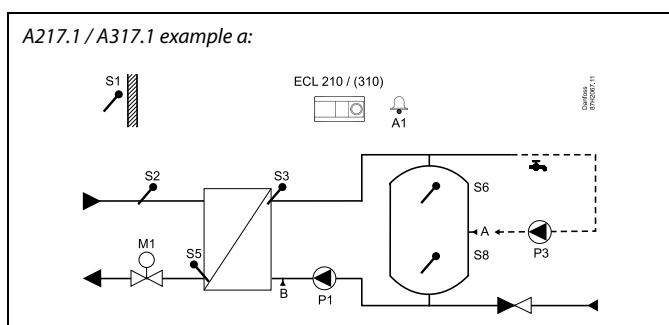 A217.1 / A317.1 example a:
S1
ECL 210 / (310)
A1
Danfoss
87H2067.11
S2
S3
S6
M1
S5
A
S8
P3
B
P1